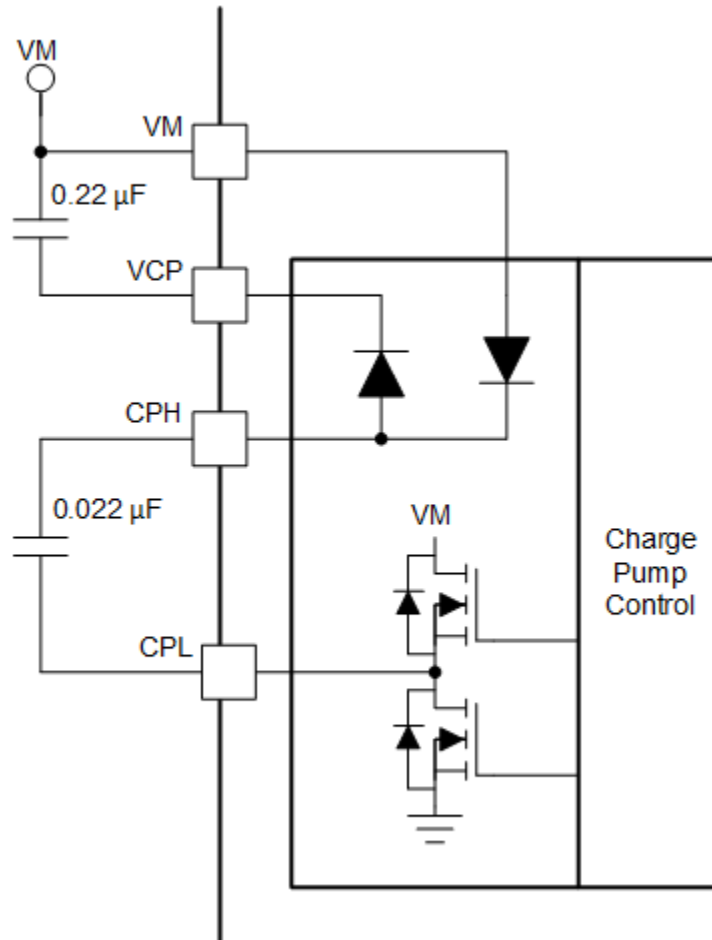 VM
VM
0.22 µF
VCP
CPH
0.022 µF
VM
Charge
Pump
Control
CPL